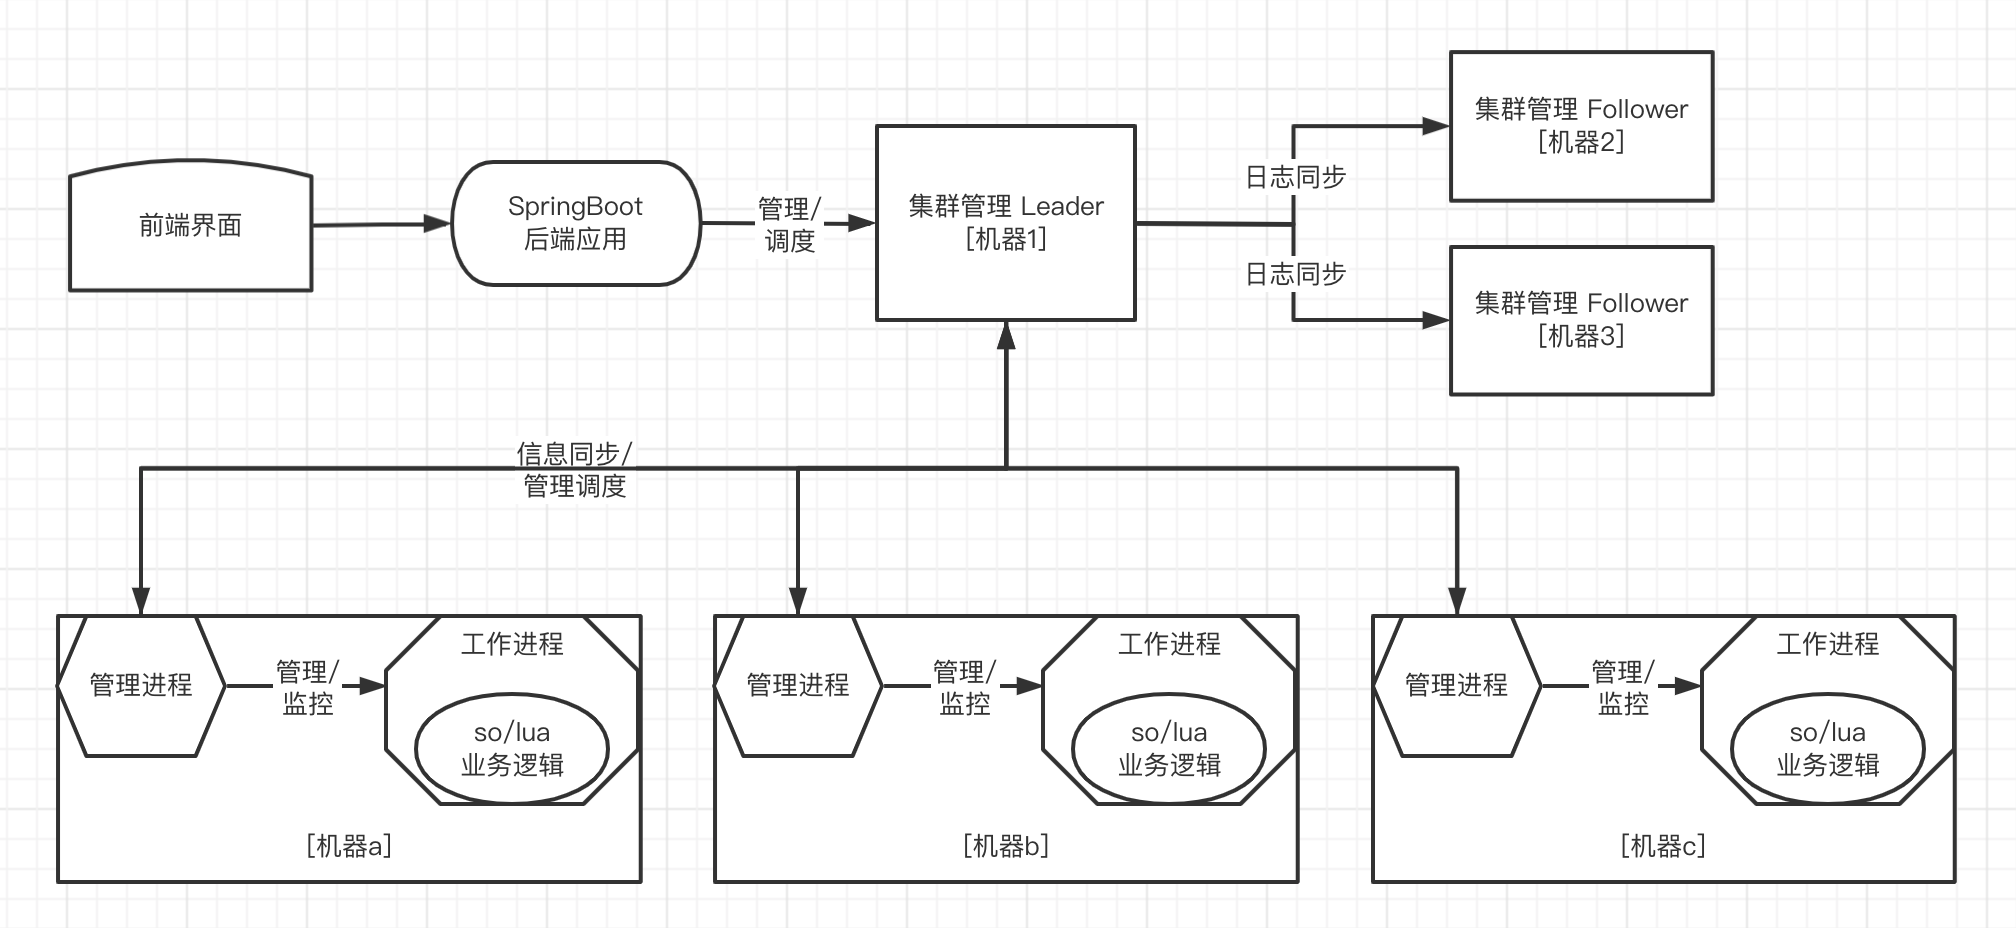 前端界面
SpringBoot
后端应用
管理/
调度
集群管理 Leader
[机器1]
日志同步
日志同步
集群管理 Follower
[机器2]
集群管理 Follower
[机器3]
信息同步/
管理调度
管理进程
管理/
监控
工作进程
so/lua
业务逻辑
[机器a]
管理进程
管理/
监控
工作进程
so/lua
业务逻辑
[机器b]
管理进程
管理/
监控
工作进程
so/lua
业务逻辑
[机器c]